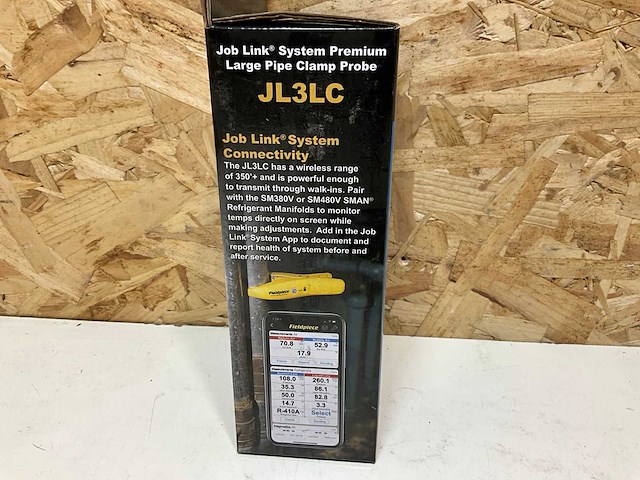 Job Link® System Premium
Large Pipe Clamp Probe
JL3LC
Job Link® System
Connectivity
The JL3LC has a wireless range
of 350'+ and is powerful enough
to transmit through walk-ins. Pair
with the SM380V or SM480V SMAN®
Refrigerant Manifolds to monitor
temps directly on screen while
making adjustments. Add in the Job
Link® System App to document and
report health of system before and
after service.
Fieldpiece
Fieldpiece
70.8 52.9
17.9
108.0 260.1
35.3 86.1
50.0 82.8
14.7 3.3
R-410A Select